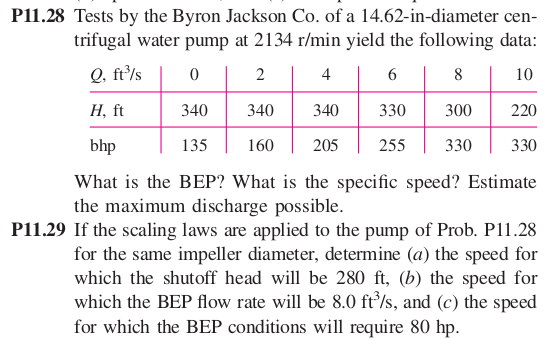 P11.28 Tests by the Byron Jackson Co. of a 14.62-in-diameter cen-
trifugal water pump at 2134 r/min yield the following data:
Q, ft³/s 0 2 4 6 8 10
H, ft 340 340 340 330 300 220
bhp 135 160 205 255 330 330
What is the BEP? What is the specific speed? Estimate
the maximum discharge possible.
P11.29 If the scaling laws are applied to the pump of Prob. P11.28
for the same impeller diameter, determine (a) the speed for
which the shutoff head will be 280 ft, (b) the speed for
which the BEP flow rate will be 8.0 ft³/s, and (c) the speed
for which the BEP conditions will require 80 hp.